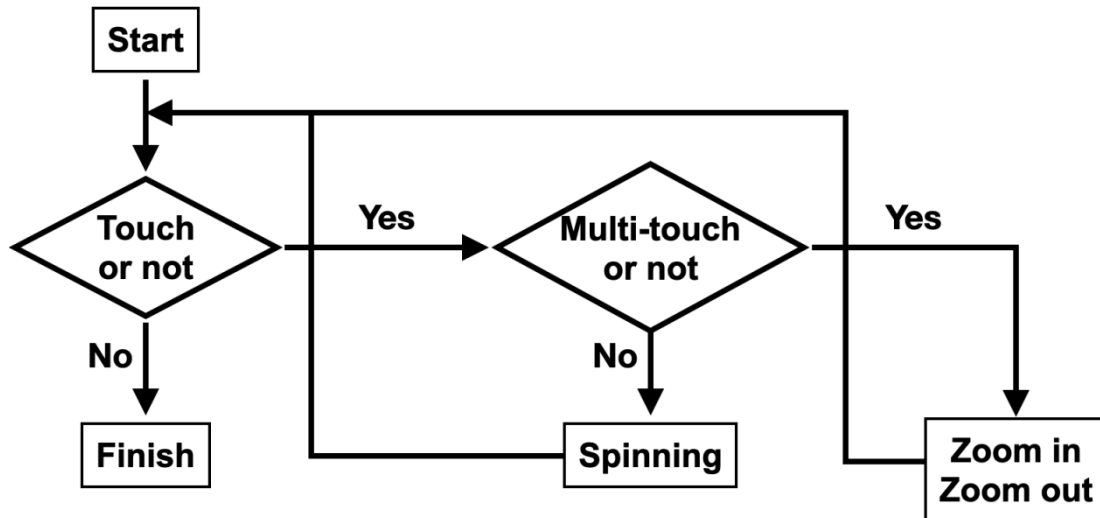 Start
Touch
or not
Yes
Multi-touch
or not
Yes
No
No
Finish
Spinning
Zoom in
Zoom out